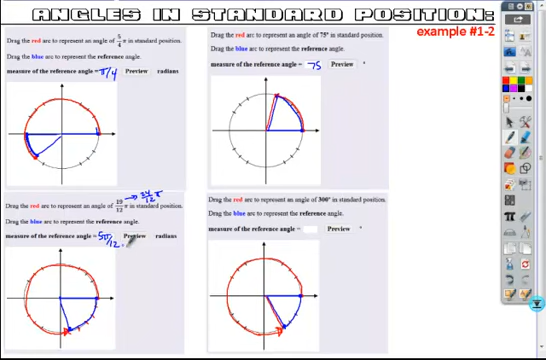 ANGLES IN STANDARD POSITION:
example #1-2
Drag the red arc to represent an angle of 5/4 π in standard position.
Drag the blue arc to represent the reference angle.
measure of the reference angle = π/4 Preview radians
Drag the red arc to represent an angle of 75° in standard position.
Drag the blue arc to represent the reference angle.
measure of the reference angle = 75 Preview °
→ 24/12 π
Drag the red arc to represent an angle of 19/12 π in standard position.
Drag the blue arc to represent the reference angle.
measure of the reference angle = 5π/12 Preview radians
Drag the red arc to represent an angle of 300° in standard position.
Drag the blue arc to represent the reference angle.
measure of the reference angle = Preview °